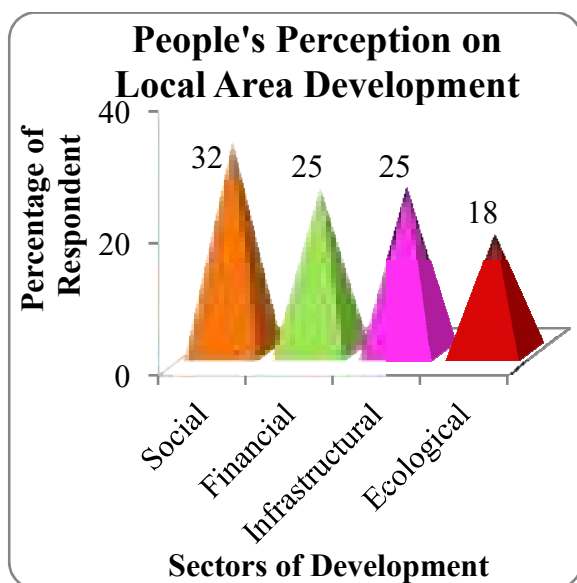 People's Perception on
Local Area Development
Percentage of
Respondent
40
20
0
32
25
25
18
Social
Financial
Infrastructural
Ecological
Sectors of Development